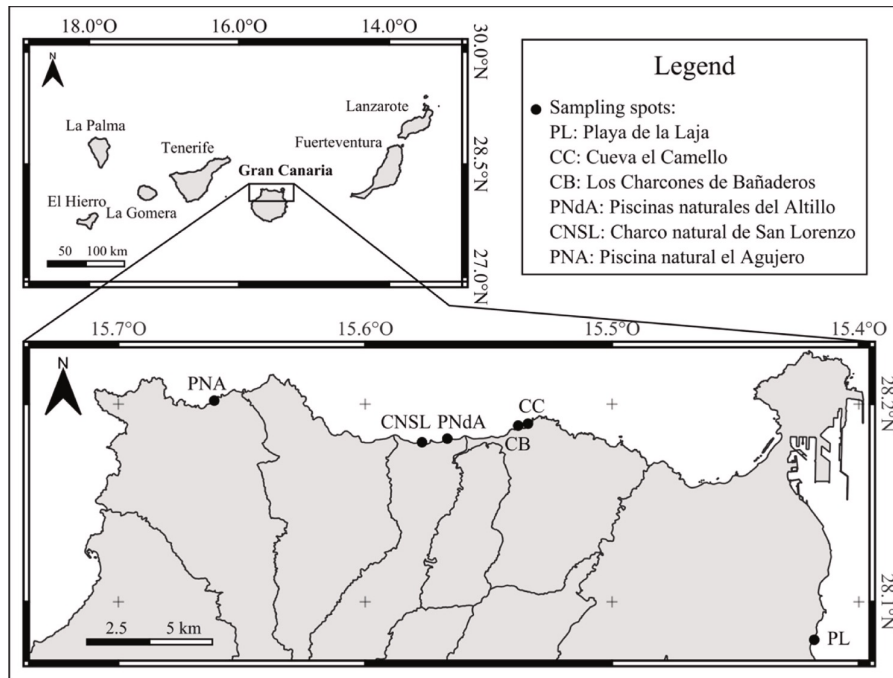 18.0°O 16.0°O 14.0°O
30.0°N
N
Lanzarote
La Palma
Tenerife
Fuerteventura
28.5°N
Gran Canaria
El Hierro
La Gomera
50 100 km
27.0°N
Legend
Sampling spots:
PL: Playa de la Laja
CC: Cueva el Camello
CB: Los Charcones de Bañaderos
PNdA: Piscinas naturales del Altillo
CNSL: Charco natural de San Lorenzo
PNA: Piscina natural el Agujero
15.7°O 15.6°O 15.5°O 15.4°O
N
PNA
28.2°N
CC
CNSL PNdA
CB
28.1°N
2.5 5 km
PL